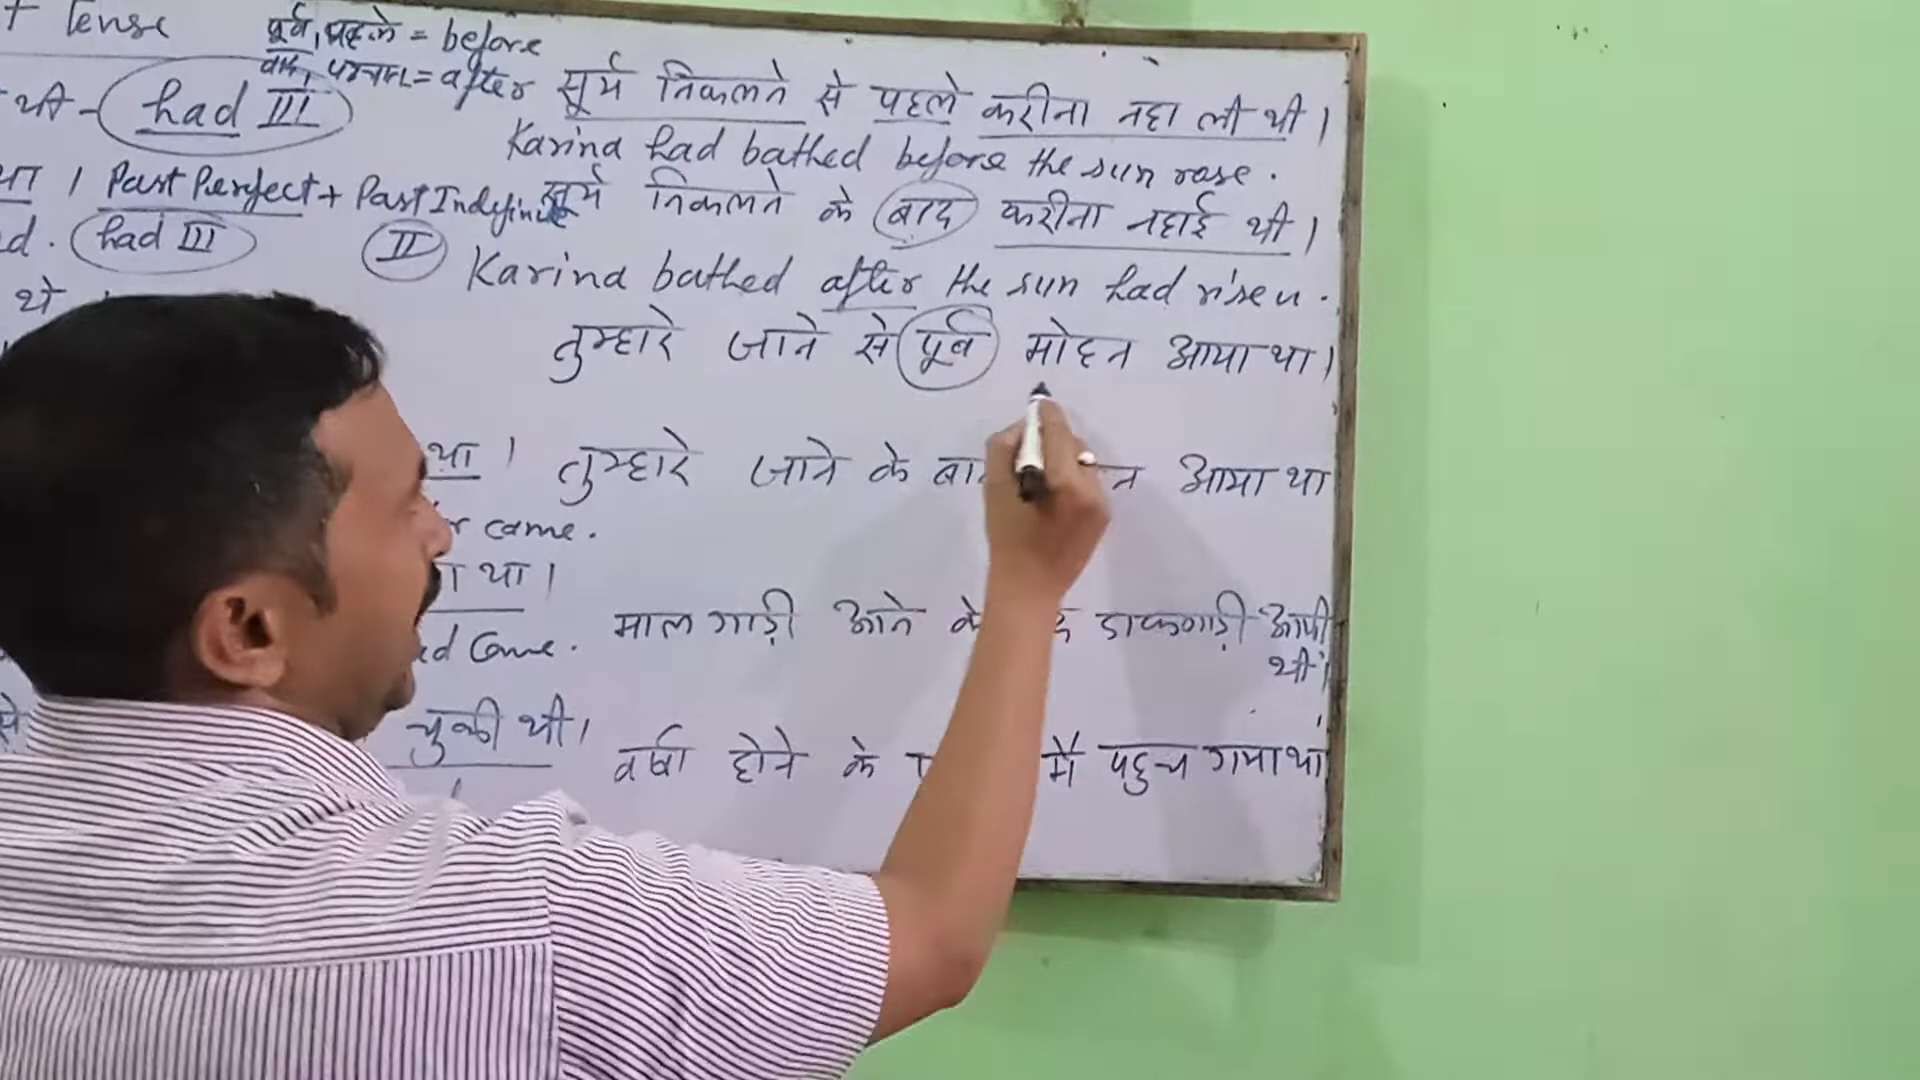 Tense
पूर्व, पहले = before
बाद, पश्चात = after
सूर्य निकलने से पहले करीना नहा ली थी।
थी - had III
Karina had bathed before the sun rose.
था। Past Perfect + Past Indefinite
सूर्य निकलने के बाद करीना नहाई थी।
d. had III
II Karina bathed after the sun had risen.
थे
तुम्हारे जाने से पूर्व मोहन आया था।
था। तुम्हारे जाने के न आया था
came.
था।
मालगाड़ी आने डाकगाड़ी आयी थी।
Come.
से चुकी थी।
वर्षा होने के मैं पहुच गया था